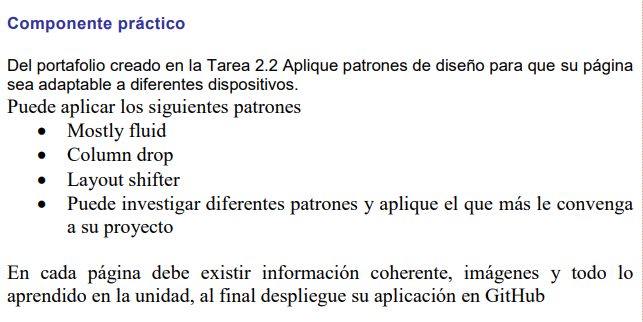 Componente práctico
Del portafolio creado en la Tarea 2.2 Aplique patrones de diseño para que su página
sea adaptable a diferentes dispositivos.
Puede aplicar los siguientes patrones
• Mostly fluid
• Column drop
• Layout shifter
• Puede investigar diferentes patrones y aplique el que más le convenga
a su proyecto
En cada página debe existir información coherente, imágenes y todo lo
aprendido en la unidad, al final despliegue su aplicación en GitHub